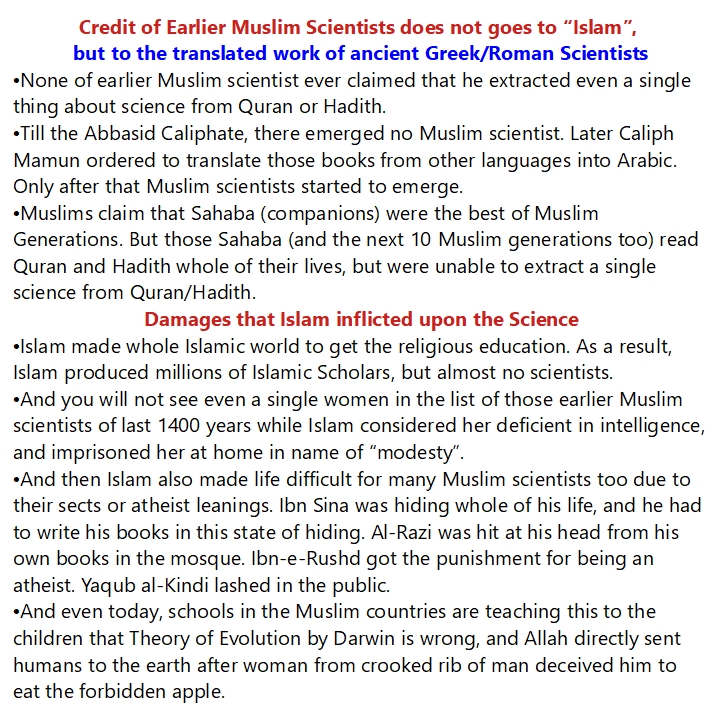 Credit of Earlier Muslim Scientists does not goes to “Islam”,
but to the translated work of ancient Greek/Roman Scientists
•None of earlier Muslim scientist ever claimed that he extracted even a single
thing about science from Quran or Hadith.
•Till the Abbasid Caliphate, there emerged no Muslim scientist. Later Caliph
Mamun ordered to translate those books from other languages into Arabic.
Only after that Muslim scientists started to emerge.
•Muslims claim that Sahaba (companions) were the best of Muslim
Generations. But those Sahaba (and the next 10 Muslim generations too) read
Quran and Hadith whole of their lives, but were unable to extract a single
science from Quran/Hadith.
Damages that Islam inflicted upon the Science
•Islam made whole Islamic world to get the religious education. As a result,
Islam produced millions of Islamic Scholars, but almost no scientists.
•And you will not see even a single women in the list of those earlier Muslim
scientists of last 1400 years while Islam considered her deficient in intelligence,
and imprisoned her at home in name of “modesty”.
•And then Islam also made life difficult for many Muslim scientists too due to
their sects or atheist leanings. Ibn Sina was hiding whole of his life, and he had
to write his books in this state of hiding. Al-Razi was hit at his head from his
own books in the mosque. Ibn-e-Rushd got the punishment for being an
atheist. Yaqub al-Kindi lashed in the public.
•And even today, schools in the Muslim countries are teaching this to the
children that Theory of Evolution by Darwin is wrong, and Allah directly sent
humans to the earth after woman from crooked rib of man deceived him to
eat the forbidden apple.